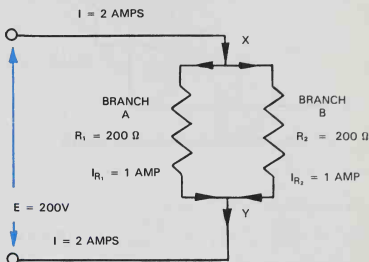 I = 2 AMPS
X
BRANCH
A
R₁ = 200 Ω
I_R₁ = 1 AMP
BRANCH
B
R₂ = 200 Ω
I_R₂ = 1 AMP
E = 200V
Y
I = 2 AMPS